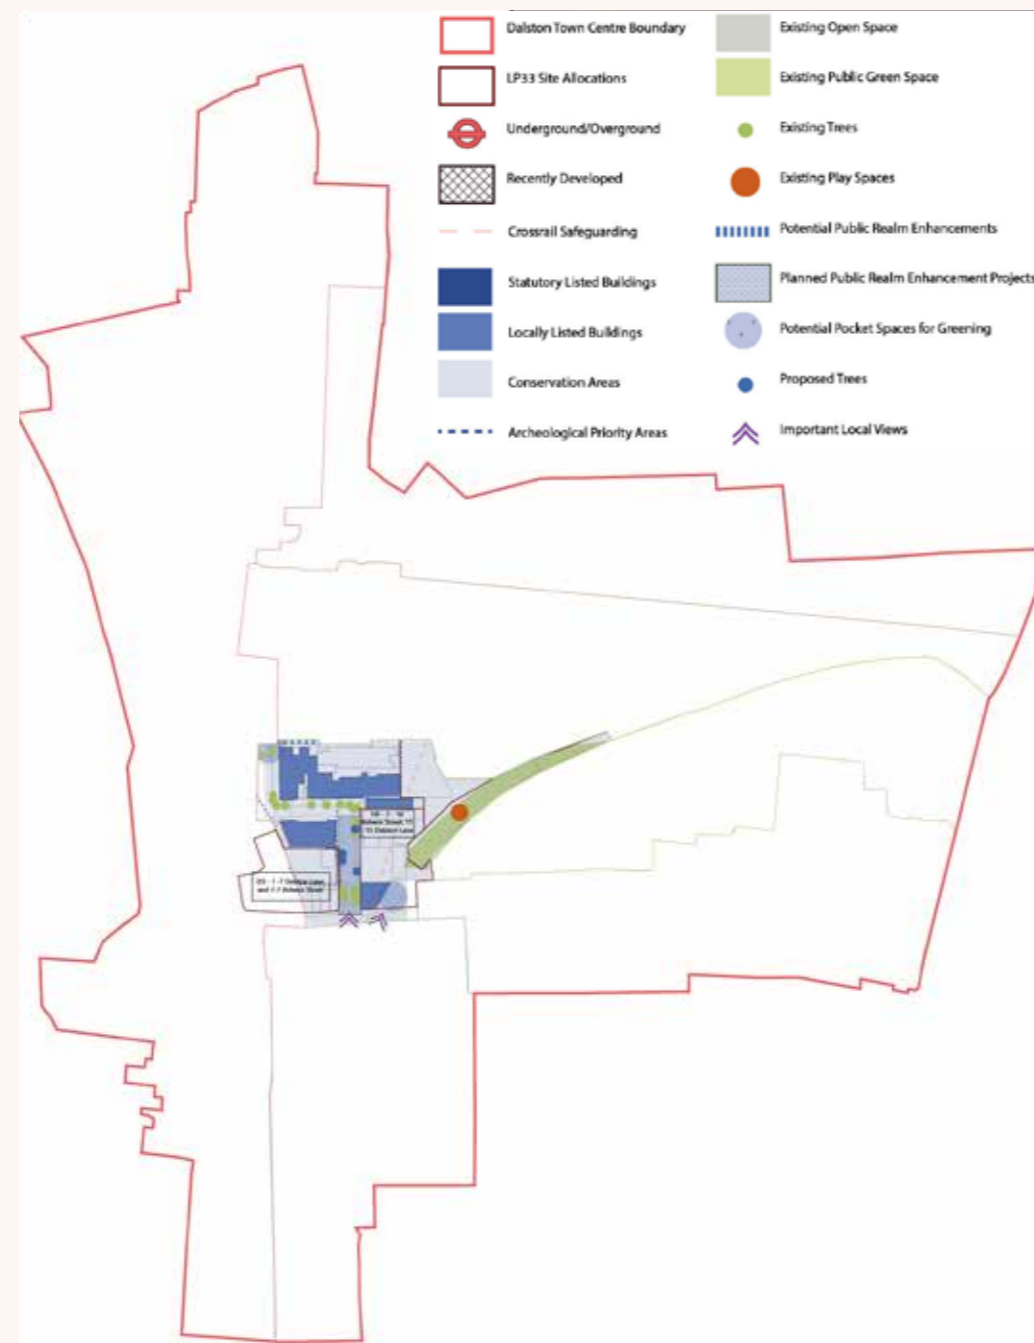 Dalston Town Centre Boundary
LP33 Site Allocations
Underground/Overground
Recently Developed
Crossrail Safeguarding
Statutory Listed Buildings
Locally Listed Buildings
Conservation Areas
Archeological Priority Areas
Existing Open Space
Existing Public Green Space
Existing Trees
Existing Play Spaces
Potential Public Realm Enhancements
Planned Public Realm Enhancement Projects
Potential Pocket Spaces for Greening
Proposed Trees
Important Local Views
Dalston Lane